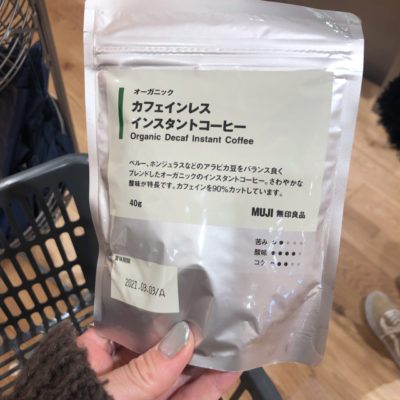 オーガニック
カフェインレス
インスタントコーヒー
Organic Decaf Instant Coffee
ペルー、ホンジュラスなどのアラビカ豆をバランス良く
ブレンドしたオーガニックのインスタントコーヒー。さわやかな
酸味が特長です。カフェインを90%カットしています。
40g
MUJI 無印良品
苦み
酸味
コク
賞味期限
2021.03.03/A